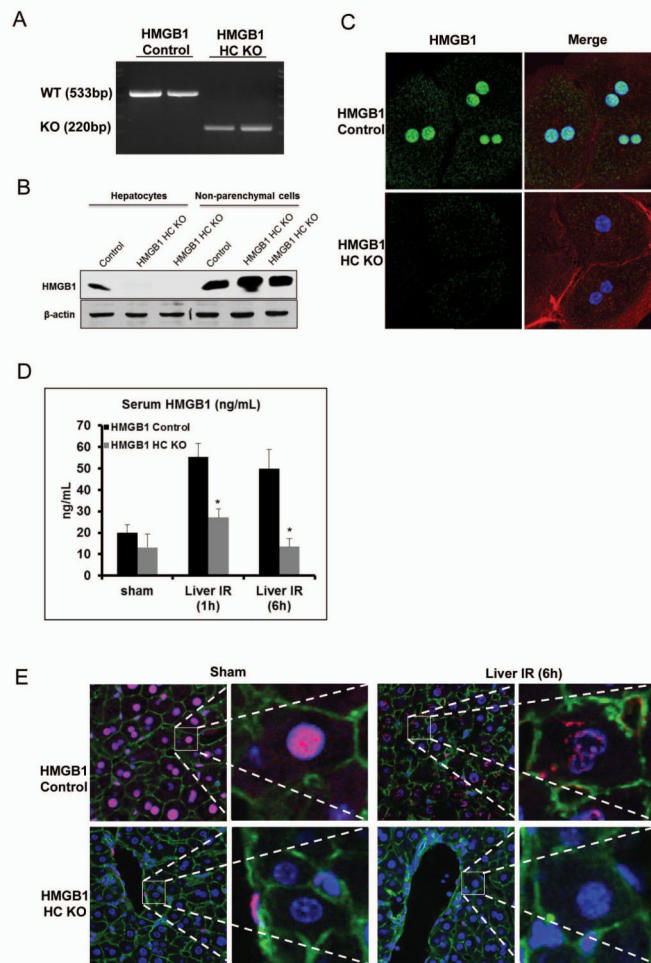 A
HMGB1 Control
HMGB1 HC KO
WT (533bp)
KO (220bp)
B
Hepatocytes
Non-parenchymal cells
Control
HMGB1 HC KO
HMGB1 HC KO
Control
HMGB1 HC KO
HMGB1 HC KO
HMGB1
β-actin
C
HMGB1
Merge
HMGB1
Control
HMGB1
HC KO
D
Serum HMGB1 (ng/mL)
HMGB1 Control
HMGB1 HC KO
ng/mL
70
60
50
40
30
20
10
0
*
*
sham
Liver IR
(1h)
Liver IR
(6h)
E
Sham
Liver IR (6h)
HMGB1
Control
HMGB1
HC KO